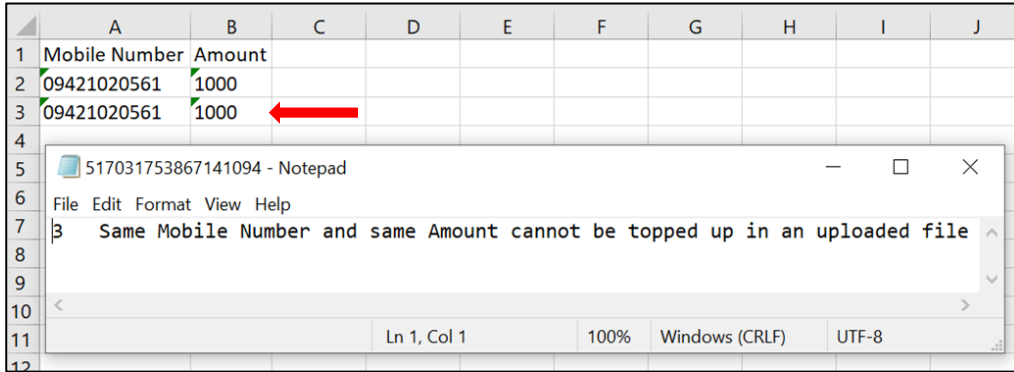 A B C D E F G H I J
1 Mobile Number Amount
2 09421020561 1000
3 09421020561 1000
4
5
6
7
8
9
10
11
12
517031753867141094 - Notepad
File Edit Format View Help
3 Same Mobile Number and same Amount cannot be topped up in an uploaded file
Ln 1, Col 1 100% Windows (CRLF) UTF-8